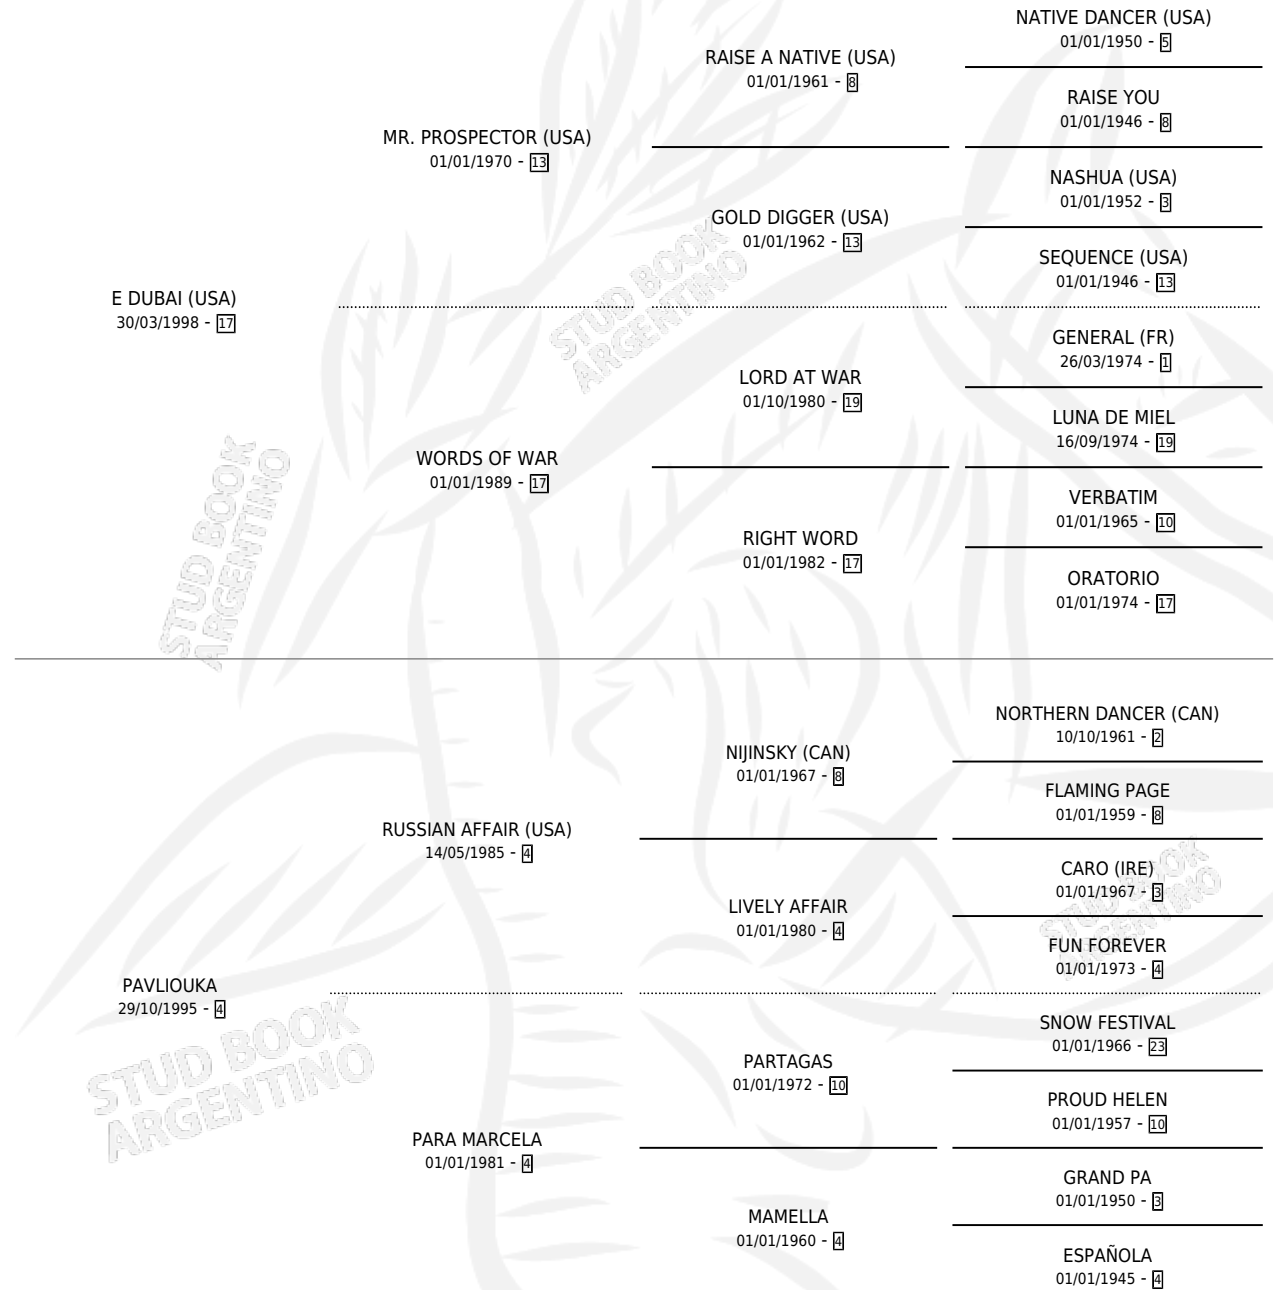 NATIVE DANCER (USA)
01/01/1950 - 5
RAISE A NATIVE (USA)
01/01/1961 - 8
RAISE YOU
01/01/1946 - 8
MR. PROSPECTOR (USA)
01/01/1970 - 13
NASHUA (USA)
01/01/1952 - 3
GOLD DIGGER (USA)
01/01/1962 - 13
SEQUENCE (USA)
01/01/1946 - 13
E DUBAI (USA)
30/03/1998 - 17
STUD BOOK
ARGENTINO
GENERAL (FR)
26/03/1974 - 1
LORD AT WAR
01/10/1980 - 19
LUNA DE MIEL
16/09/1974 - 19
WORDS OF WAR
01/01/1989 - 17
VERBATIM
01/01/1965 - 10
RIGHT WORD
01/01/1982 - 17
ORATORIO
01/01/1974 - 17
STUD BOOK
ARGENTINO
NORTHERN DANCER (CAN)
10/10/1961 - 2
NIJINSKY (CAN)
01/01/1967 - 8
FLAMING PAGE
01/01/1959 - 8
RUSSIAN AFFAIR (USA)
14/05/1985 - 4
CARO (IRE)
01/01/1967 - 3
STUD BOOK
ARGENTINO
LIVELY AFFAIR
01/01/1980 - 4
FUN FOREVER
01/01/1973 - 4
PAVLIOUKA
29/10/1995 - 4
STUD BOOK
ARGENTINO
SNOW FESTIVAL
01/01/1966 - 23
PARTAGAS
01/01/1972 - 10
PROUD HELEN
01/01/1957 - 10
PARA MARCELA
01/01/1981 - 4
GRAND PA
01/01/1950 - 3
MAMELLA
01/01/1960 - 4
ESPAÑOLA
01/01/1945 - 4